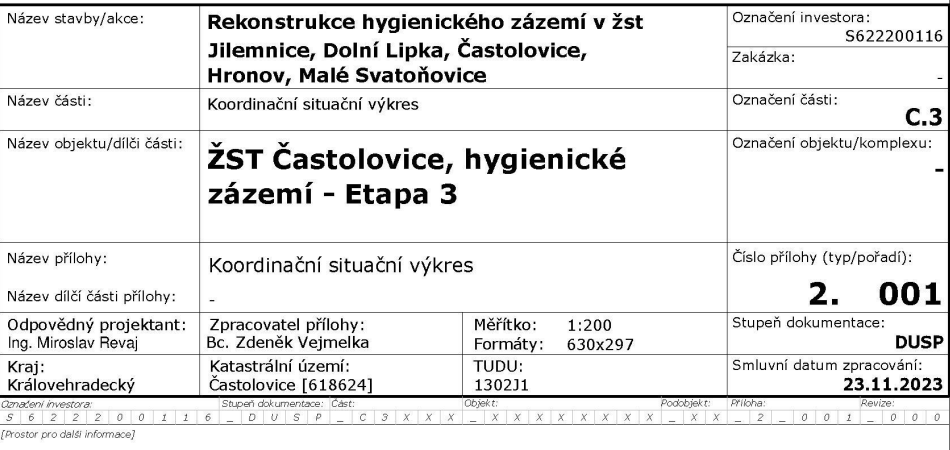 Název stavby/akce:
Rekonstrukce hygienického zázemí v žst
Jilemnice, Dolní Lipka, Častolovice,
Hronov, Malé Svatoňovice
Označení investora:
S622200116
Zakázka:
-
Název části:
Koordinační situační výkres
Označení části:
C.3
Název objektu/dílči části:
ŽST Častolovice, hygienické
zázemí - Etapa 3
Označení objektu/komplexu:
-
Název přílohy:
Koordinační situační výkres
Číslo přílohy (typ/pořadí):
2. 001
Název dílčí části přílohy:
-
Odpovědný projektant:
Ing. Miroslav Revaj
Zpracovatel přílohy:
Bc. Zdeněk Vejmelka
Měřítko: 1:200
Formáty: 630x297
Stupeň dokumentace:
DUSP
Kraj:
Královehradecký
Katastrální území:
Častolovice [618624]
TUDU:
1302J1
Smluvní datum zpracování:
23.11.2023
Označení investora: Stupeň dokumentace: Část: Objekt: Podobjekt: Příloha: Revize:
S 6 2 2 2 0 0 1 1 6 _ D U S P _ C 3 X X X _ X X X X X X X X _ X X _ 2 _ 0 0 1 _ 0 0 0
[Prostor pro další informace]